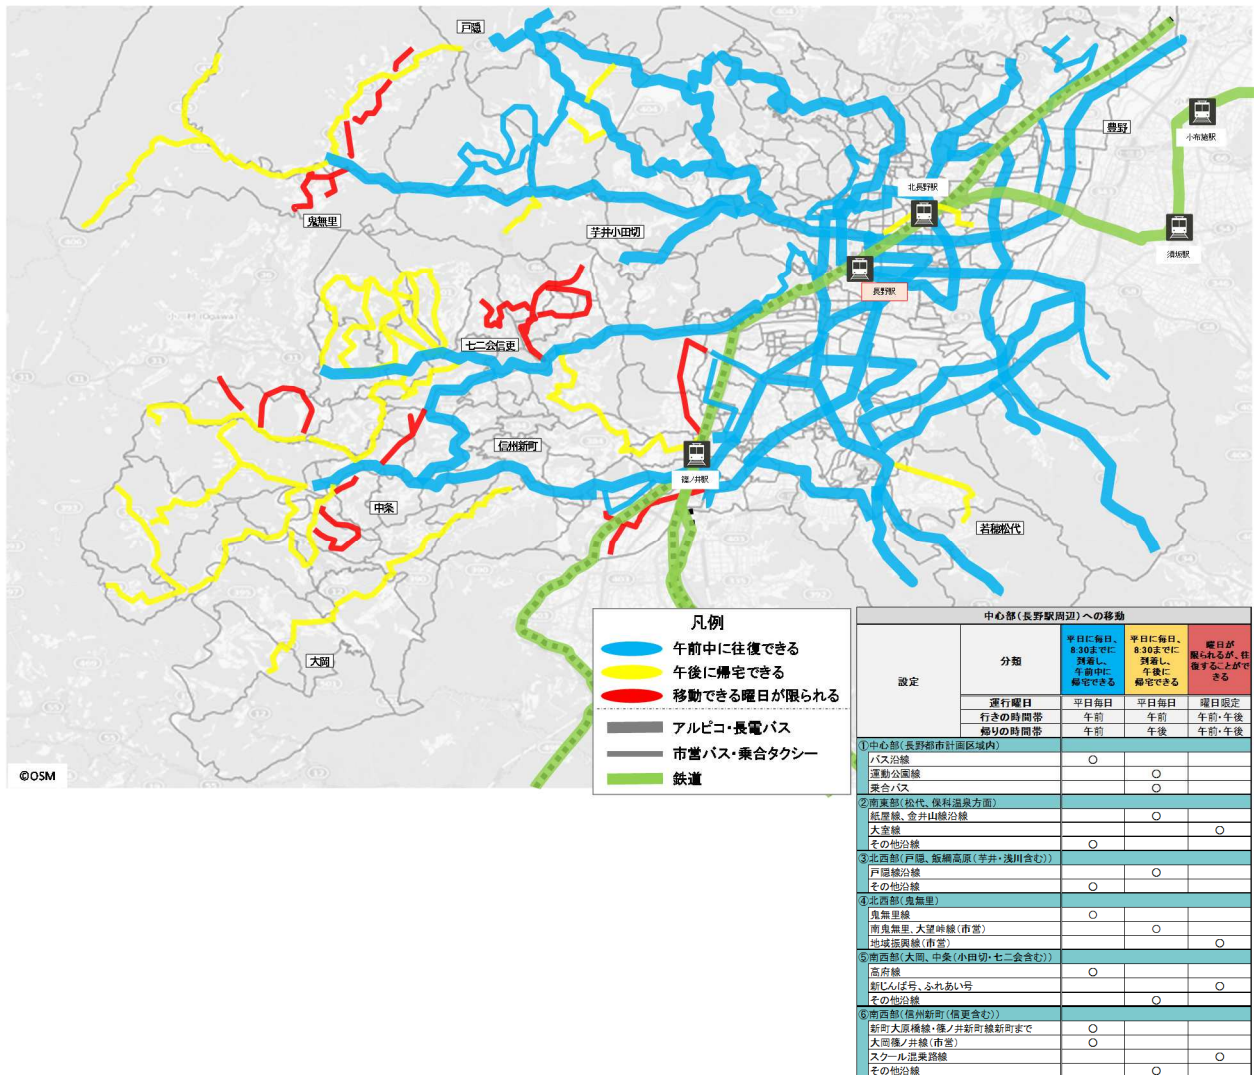 戸隠
豊野
小布施駅
北長野駅
鬼無里
芋井小田切
須坂駅
長野駅
七二会信更
信州新町
篠ノ井駅
中条
若穂松代
大岡
凡例
午前中に往復できる
午後に帰宅できる
移動できる曜日が限られる
アルピコ・長電バス
市営バス・乗合タクシー
鉄道
©OSM
中心部(長野駅周辺)への移動
設定
分類
平日に毎日、
8:30までに
到着し、
午前中に
帰宅できる
平日に毎日、
8:30までに
到着し、
午後に
帰宅できる
曜日が
限られるが、往
復することがで
きる
運行曜日 平日毎日 平日毎日 曜日限定
行きの時間帯 午前 午前 午前・午後
帰りの時間帯 午前 午後 午前・午後
①中心部(長野都市計画区域内)
バス沿線 ○
運動公園線 ○
乗合バス ○
②南東部(松代、保科温泉方面)
紙屋線、金井山線沿線 ○
大室線 ○
その他沿線 ○
③北西部(戸隠、飯綱高原(芋井・浅川含む))
戸隠線沿線 ○
その他沿線 ○
④北西部(鬼無里)
鬼無里線 ○
南鬼無里、大望峠線(市営) ○
地域振興線(市営) ○
⑤南西部(大岡、中条(小田切・七二会含む))
高府線 ○
新じんば号、ふれあい号 ○
その他沿線 ○
⑥南西部(信州新町(信更含む))
新町大原橋線・篠ノ井新町線新町まで ○
大岡篠ノ井線(市営) ○
スクール混乗路線 ○
その他沿線 ○